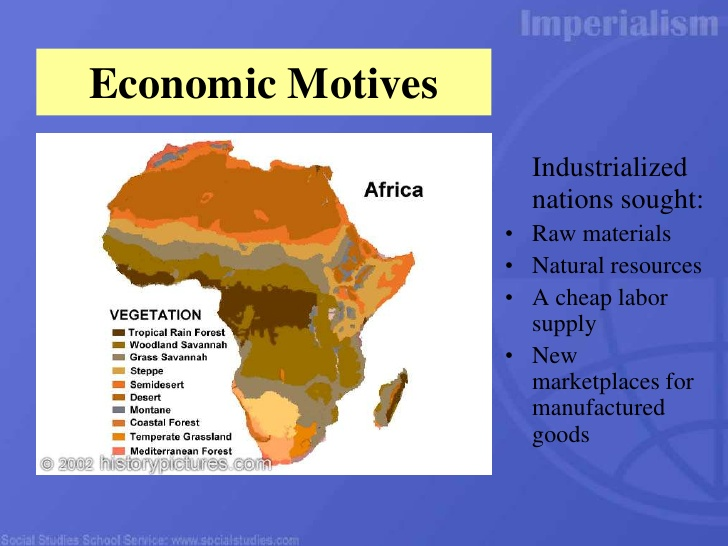 Imperialism
Economic Motives
Africa
VEGETATION
Tropical Rain Forest
Woodland Savannah
Grass Savannah
Steppe
Semidesert
Desert
Montane
Coastal Forest
Temperate Grassland
Mediterranean Forest
© 2002 historypictures.com
Industrialized
nations sought:
• Raw materials
• Natural resources
• A cheap labor
supply
• New
marketplaces for
manufactured
goods
Social Studies School Service: www.socialstudies.com